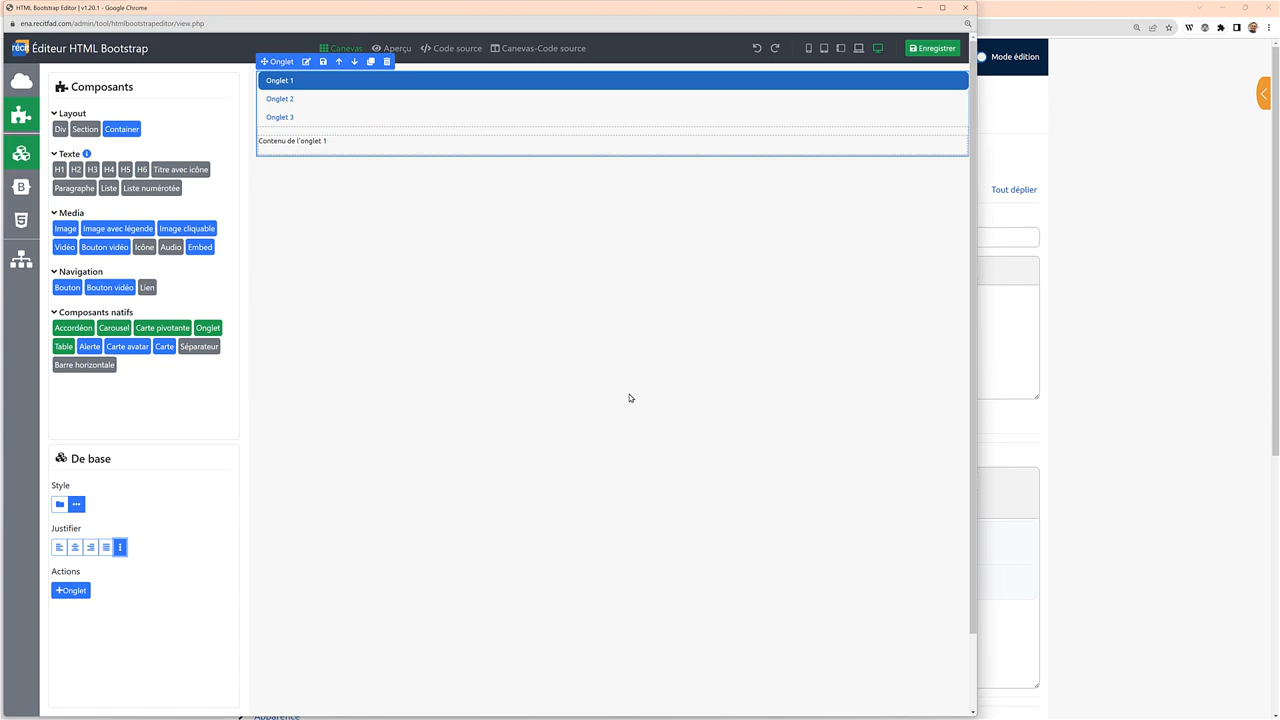 HTML Bootstrap Editor | v1.20.1 - Google Chrome
ena.recitfad.com/admin/tool/htmlbootstrapeditor/view.php
récit Éditeur HTML Bootstrap
Canevas Aperçu Code source Canevas-Code source
Enregistrer
Mode édition
Onglet
Onglet 1
Onglet 2
Onglet 3
Contenu de l'onglet 1
Composants
Layout
Div Section Container
Texte
H1 H2 H3 H4 H5 H6 Titre avec icône
Paragraphe Liste Liste numérotée
Media
Image Image avec légende Image cliquable
Vidéo Bouton vidéo Icône Audio Embed
Navigation
Bouton Bouton vidéo Lien
Composants natifs
Accordéon Carousel Carte pivotante Onglet
Table Alerte Carte avatar Carte Séparateur
Barre horizontale
De base
Style
Justifier
Actions
+Onglet
Tout déplier
Apparence